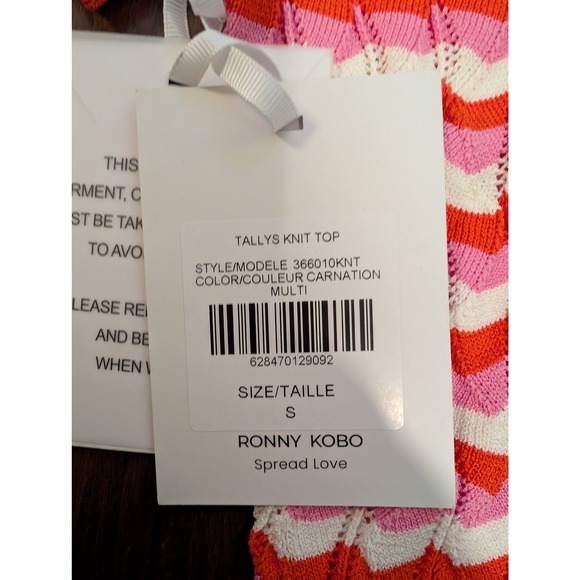 THIS
RMENT, C
ST BE TAK
TO AVO
LEASE RE
AND BE
WHEN
TALLYS KNIT TOP
STYLE/MODELE 366010KNT
COLOR/COULEUR CARNATION
MULTI
628470129092
SIZE/TAILLE
S
RONNY KOBO
Spread Love